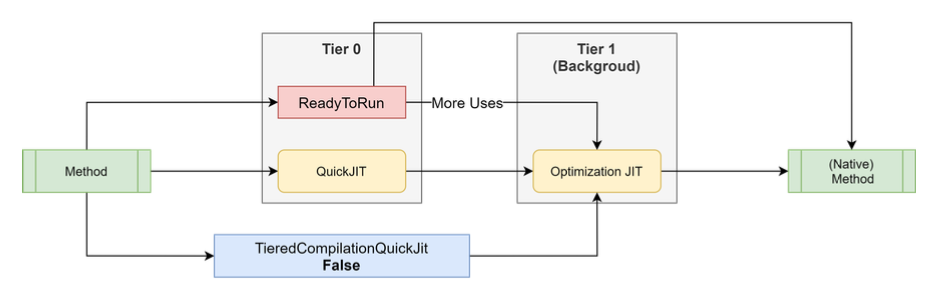 Tier 0
Tier 1
(Backgroud)
ReadyToRun
More Uses
Method
QuickJIT
Optimization JIT
(Native)
Method
TieredCompilationQuickJit
False